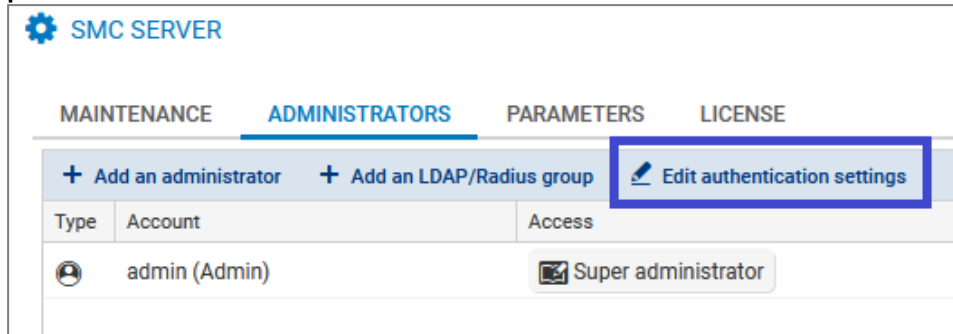 SMC SERVER
MAINTENANCE ADMINISTRATORS PARAMETERS LICENSE
+ Add an administrator + Add an LDAP/Radius group Edit authentication settings
Type Account Access
admin (Admin) Super administrator